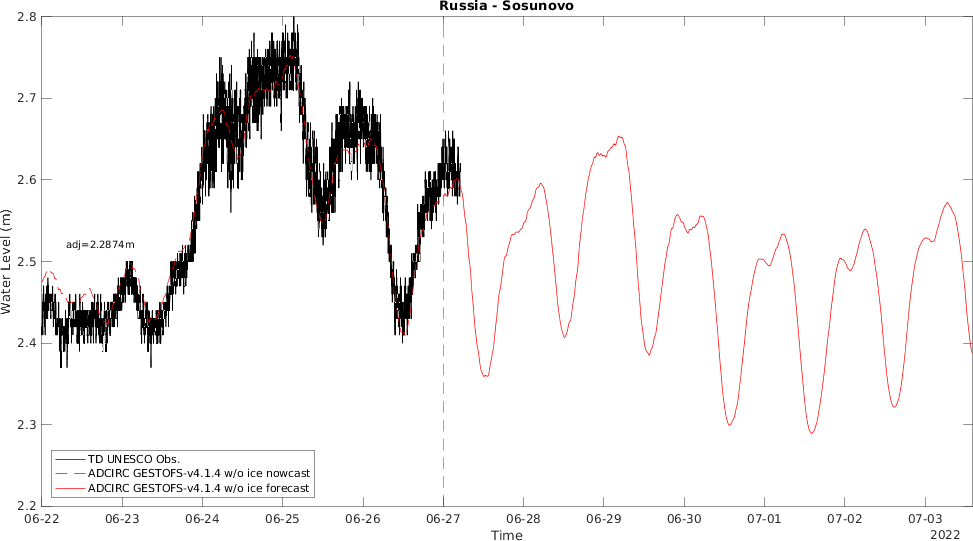 Russia - Sosunovo
2.8
2.7
2.6
2.5
2.4
2.3
2.2
Water Level (m)
adj=2.2874m
TD UNESCO Obs.
ADCIRC GESTOFS-v4.1.4 w/o ice nowcast
ADCIRC GESTOFS-v4.1.4 w/o ice forecast
06-22 06-23 06-24 06-25 06-26 06-27 06-28 06-29 06-30 07-01 07-02 07-03
2022
Time